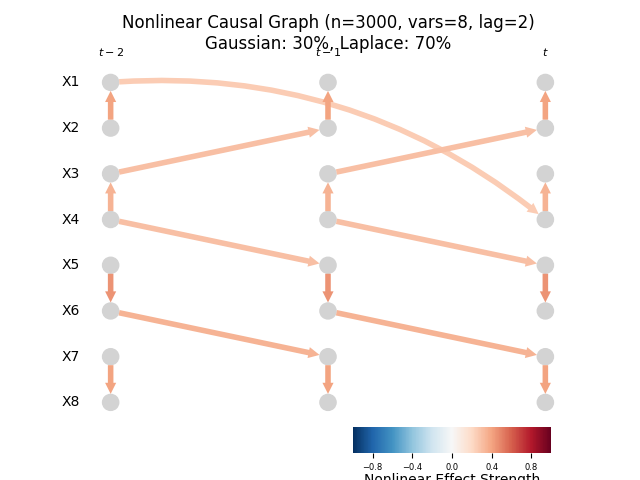 Nonlinear Causal Graph (n=3000, vars=8, lag=2)
Gaussian: 30%, Laplace: 70%
t − 2 t − 1 t
X1
X2
X3
X4
X5
X6
X7
X8
−0.8 −0.4 0.0 0.4 0.8
Nonlinear Effect Strength